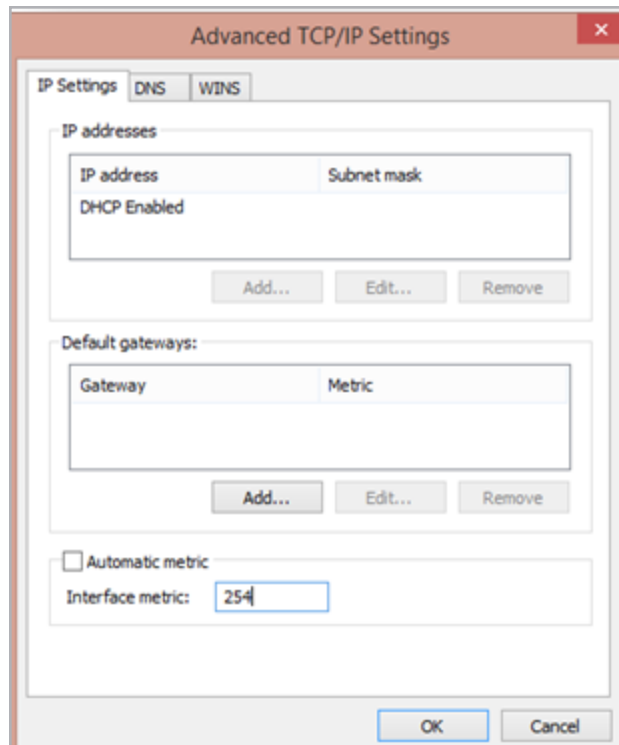 Advanced TCP/IP Settings
IP Settings DNS WINS
IP addresses
IP address Subnet mask
DHCP Enabled
Add... Edit... Remove
Default gateways:
Gateway Metric
Add... Edit... Remove
Automatic metric
Interface metric: 254
OK Cancel